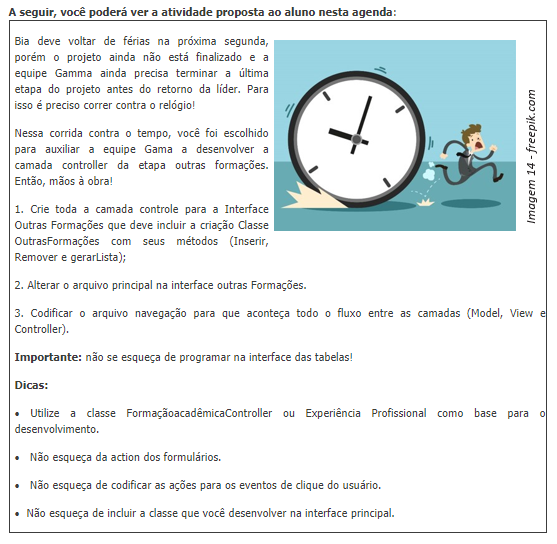 A seguir, você poderá ver a atividade proposta ao aluno nesta agenda:
Bia deve voltar de férias na próxima segunda,
porém o projeto ainda não está finalizado e a
equipe Gamma ainda precisa terminar a última
etapa do projeto antes do retorno da líder. Para
isso é preciso correr contra o relógio!
Nessa corrida contra o tempo, você foi escolhido
para auxiliar a equipe Gama a desenvolver a
camada controller da etapa outras formações.
Então, mãos à obra!
1. Crie toda a camada controle para a Interface
Outras Formações que deve incluir a criação Classe
OutrasFormações com seus métodos (Inserir,
Remover e gerarLista);
Imagem 14 - freepik.com
2. Alterar o arquivo principal na interface outras Formações.
3. Codificar o arquivo navegação para que aconteça todo o fluxo entre as camadas (Model, View e
Controller).
Importante: não se esqueça de programar na interface das tabelas!
Dicas:
• Utilize a classe FormaçãoacadêmicaController ou Experiência Profissional como base para o
desenvolvimento.
• Não esqueça da action dos formulários.
• Não esqueça de codificar as ações para os eventos de clique do usuário.
• Não esqueça de incluir a classe que você desenvolver na interface principal.